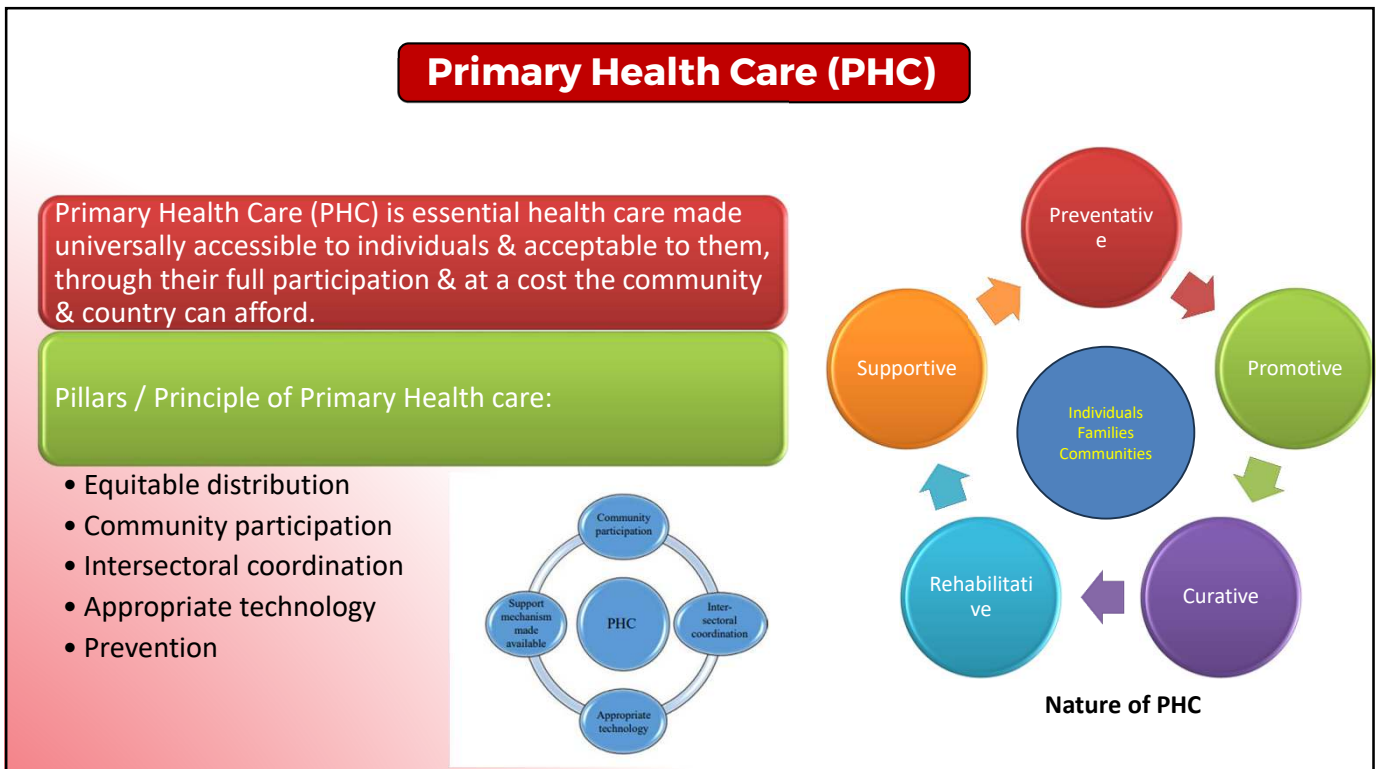 Primary Health Care (PHC)
Primary Health Care (PHC) is essential health care made
universally accessible to individuals & acceptable to them,
through their full participation & at a cost the community
& country can afford.
Pillars / Principle of Primary Health care:
• Equitable distribution
• Community participation
• Intersectoral coordination
• Appropriate technology
• Prevention
Community
participation
Support
mechanism
made
available
PHC
Inter-
sectoral
coordination
Appropriate
technology
Preventativ
e
Promotive
Curative
Rehabilitati
ve
Supportive
Individuals
Families
Communities
Nature of PHC